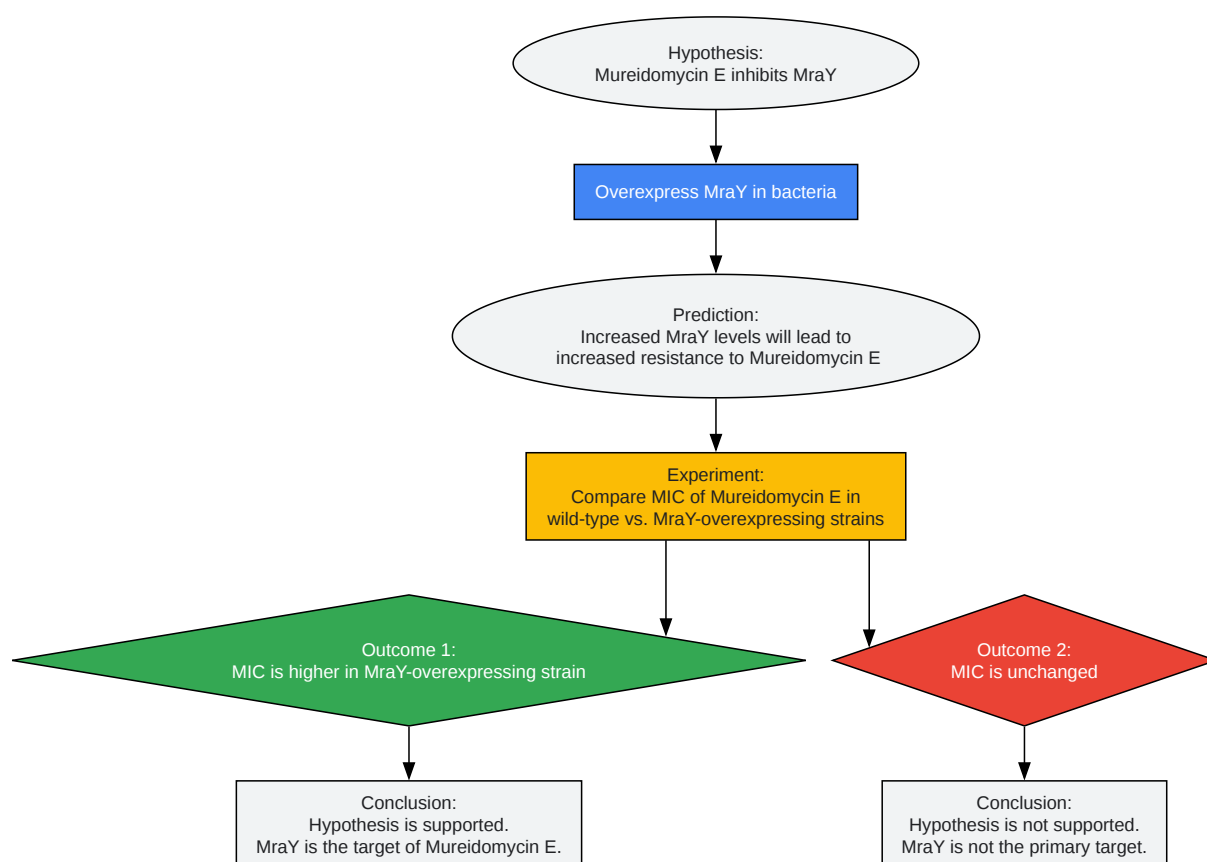 Hypothesis:
Mureidomycin E inhibits MraY
Overexpress MraY in bacteria
Prediction:
Increased MraY levels will lead to
increased resistance to Mureidomycin E
Experiment:
Compare MIC of Mureidomycin E in
wild-type vs. MraY-overexpressing strains
Outcome 1:
MIC is higher in MraY-overexpressing strain
Outcome 2:
MIC is unchanged
Conclusion:
Hypothesis is supported.
MraY is the target of Mureidomycin E.
Conclusion:
Hypothesis is not supported.
MraY is not the primary target.